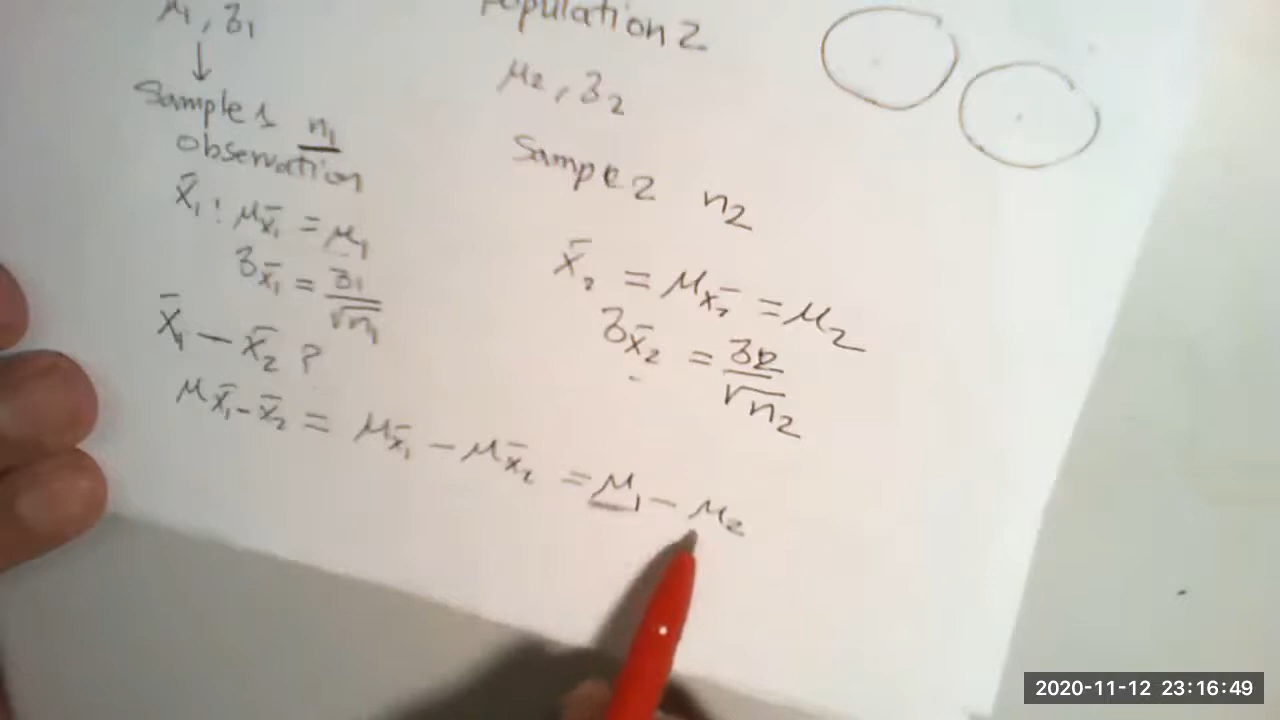 μ1, σ1
Population 2
μ2, σ2
Sample 1 n1
observation
Sample 2 n2
x̄1 : μx̄1 = μ1
σx̄1 = σ1/√n1
x̄2 = μx̄2 = μ2
σx̄2 = σ2/√n2
x̄1 − x̄2 ?
μx̄1−x̄2 = μx̄1 − μx̄2 = μ1 − μ2
2020-11-12 23:16:49